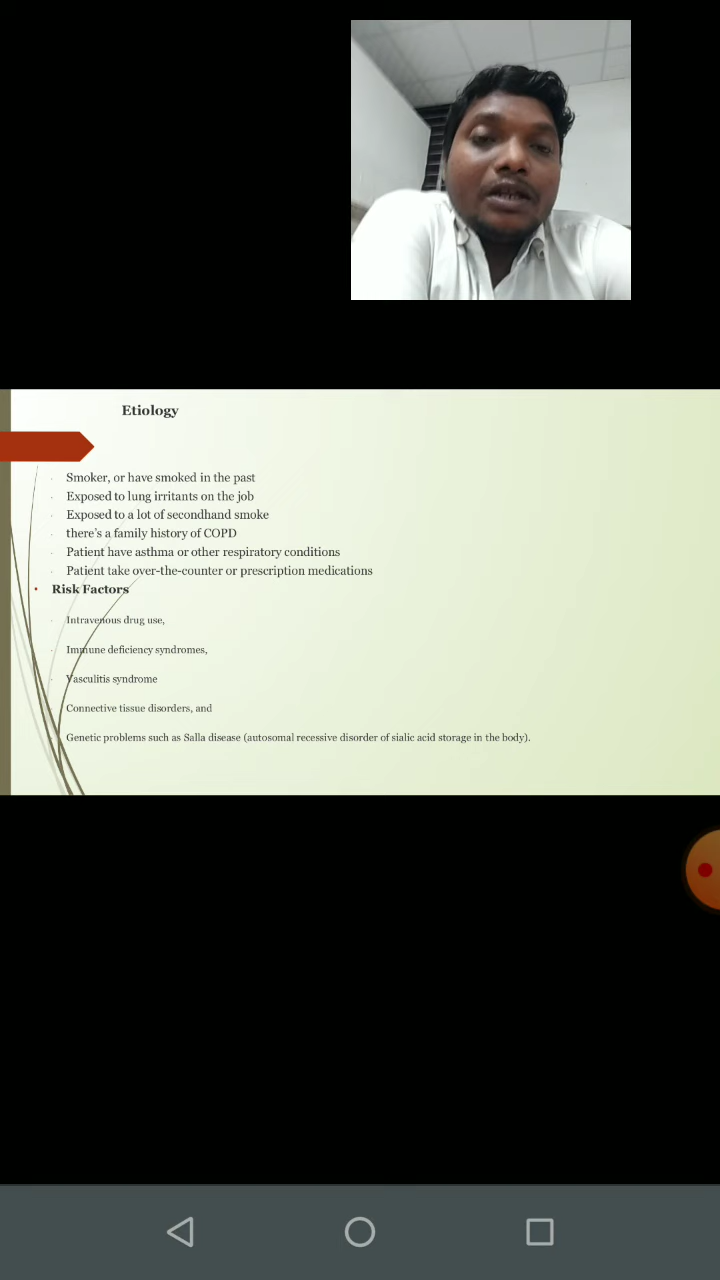 Etiology
Smoker, or have smoked in the past
Exposed to lung irritants on the job
Exposed to a lot of secondhand smoke
there's a family history of COPD
Patient have asthma or other respiratory conditions
Patient take over-the-counter or prescription medications
Risk Factors
Intravenous drug use,
Immune deficiency syndromes,
Vasculitis syndrome
Connective tissue disorders, and
Genetic problems such as Salla disease (autosomal recessive disorder of sialic acid storage in the body).